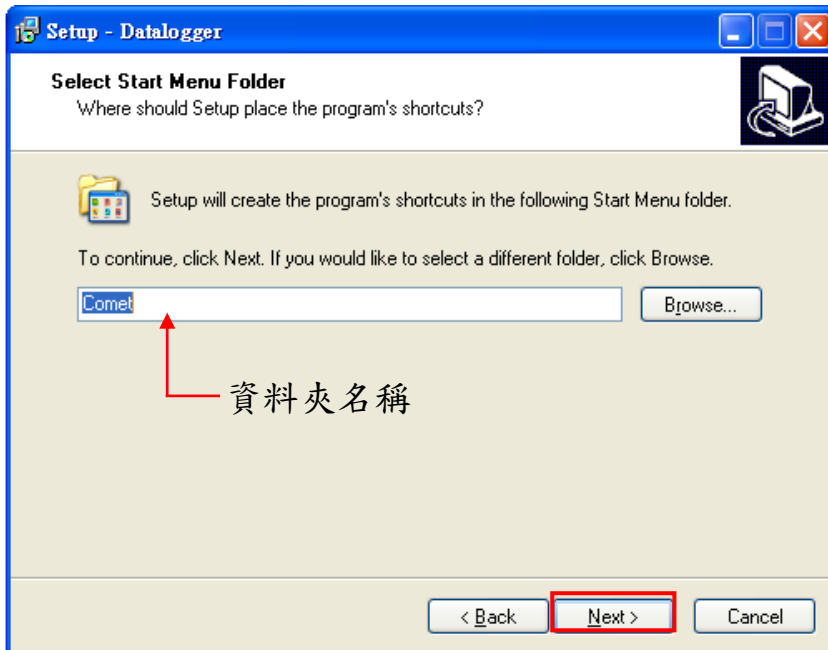 Setup - Datalogger
Select Start Menu Folder
Where should Setup place the program's shortcuts?
Setup will create the program's shortcuts in the following Start Menu folder.
To continue, click Next. If you would like to select a different folder, click Browse.
Comet
Browse...
資料夾名稱
< Back
Next >
Cancel